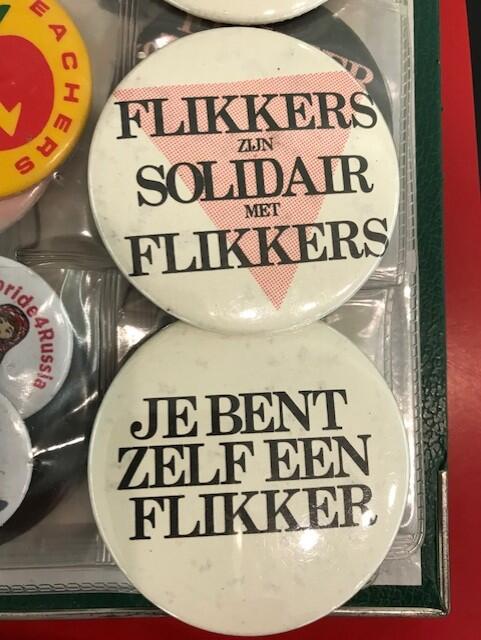 EACHERS
FLIKKERS
ZIJN
SOLIDAIR
MET
FLIKKERS
pride4Russia
JE BENT
ZELF EEN
FLIKKER